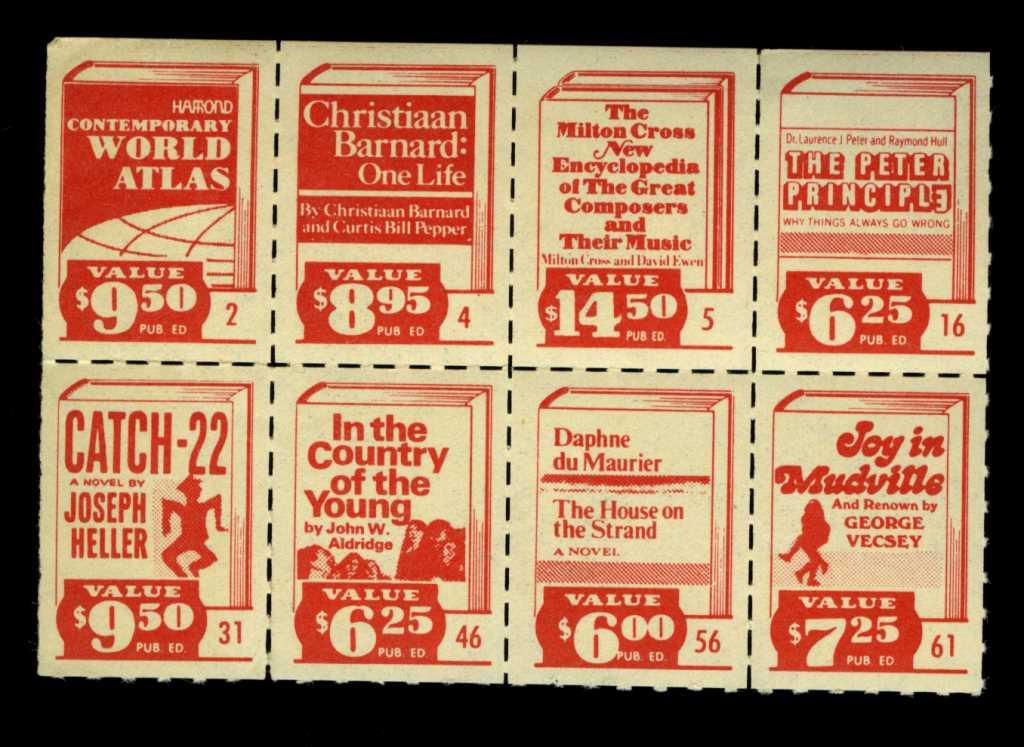 HAMMOND
CONTEMPORARY
WORLD
ATLAS
VALUE
$9.50
PUB. ED.
2
Christiaan
Barnard:
One Life
By Christiaan Barnard
and Curtis Bill Pepper
VALUE
$8.95
PUB. ED.
4
The
Milton Cross
New
Encyclopedia
of The Great
Composers
and
Their Music
Milton Cross and David Ewen
VALUE
$14.50
PUB. ED.
5
Dr. Laurence J. Peter and Raymond Hull
THE PETER
PRINCIPLE
WHY THINGS ALWAYS GO WRONG
VALUE
$6.25
PUB. ED.
16
CATCH-22
A NOVEL BY
JOSEPH
HELLER
VALUE
$9.50
PUB. ED.
31
In the
Country
of the
Young
by John W.
Aldridge
VALUE
$6.25
PUB. ED.
46
Daphne
du Maurier
The House on
the Strand
A NOVEL
VALUE
$6.00
PUB. ED.
56
Joy in
Mudville
And Renown by
GEORGE
VECSEY
VALUE
$7.25
PUB. ED.
61